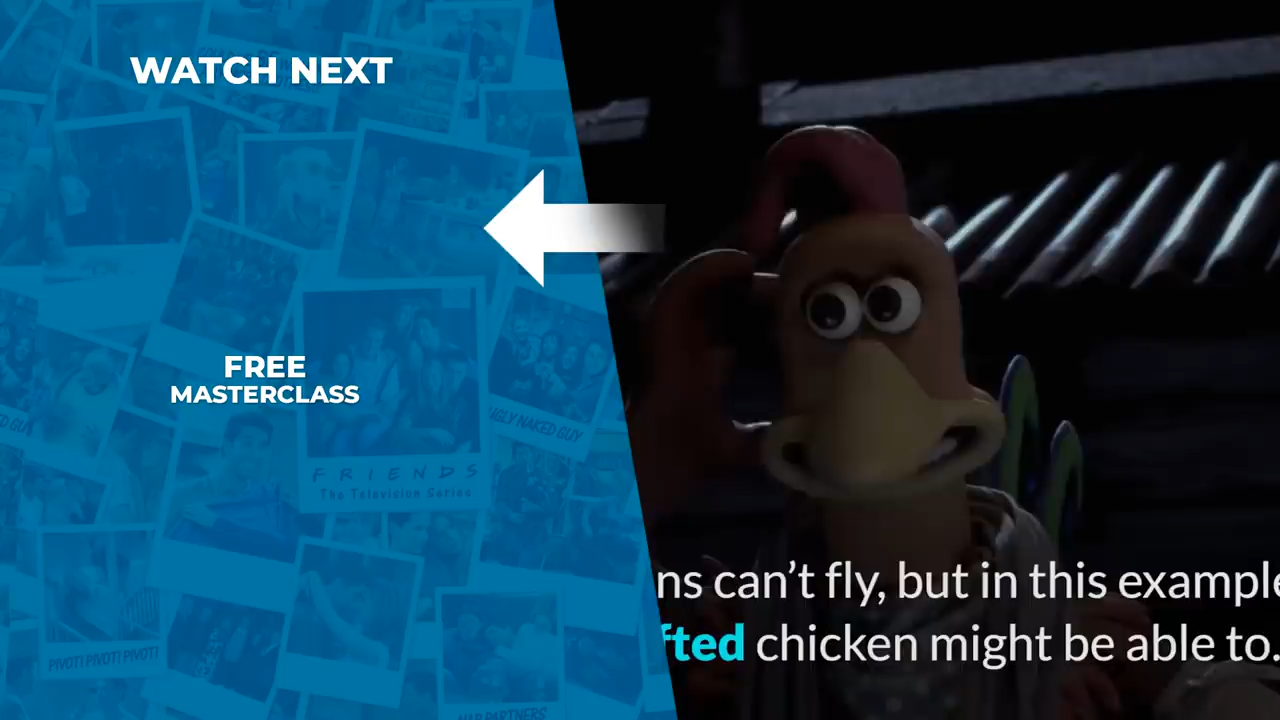 WATCH NEXT
FREE
MASTERCLASS
UGLY NAKED GUY
FRIENDS
The Television Series
PIVOT! PIVOT! PIVOT!
ns can't fly, but in this example
fted chicken might be able to.